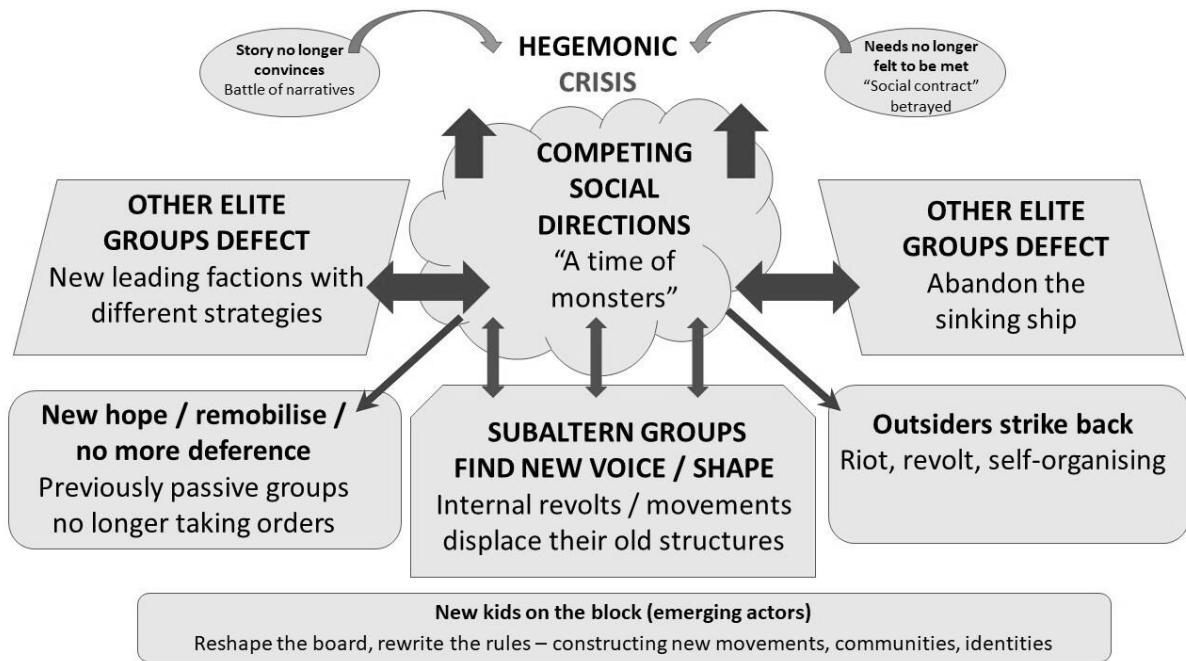 Story no longer
convinces
Battle of narratives
HEGEMONIC
CRISIS
Needs no longer
felt to be met
“Social contract”
betrayed
COMPETING
SOCIAL
DIRECTIONS
“A time of
monsters”
OTHER ELITE
GROUPS DEFECT
New leading factions with
different strategies
OTHER ELITE
GROUPS DEFECT
Abandon the
sinking ship
New hope / remobilise /
no more deference
Previously passive groups
no longer taking orders
SUBALTERN GROUPS
FIND NEW VOICE / SHAPE
Internal revolts / movements
displace their old structures
Outsiders strike back
Riot, revolt, self-organising
New kids on the block (emerging actors)
Reshape the board, rewrite the rules – constructing new movements, communities, identities